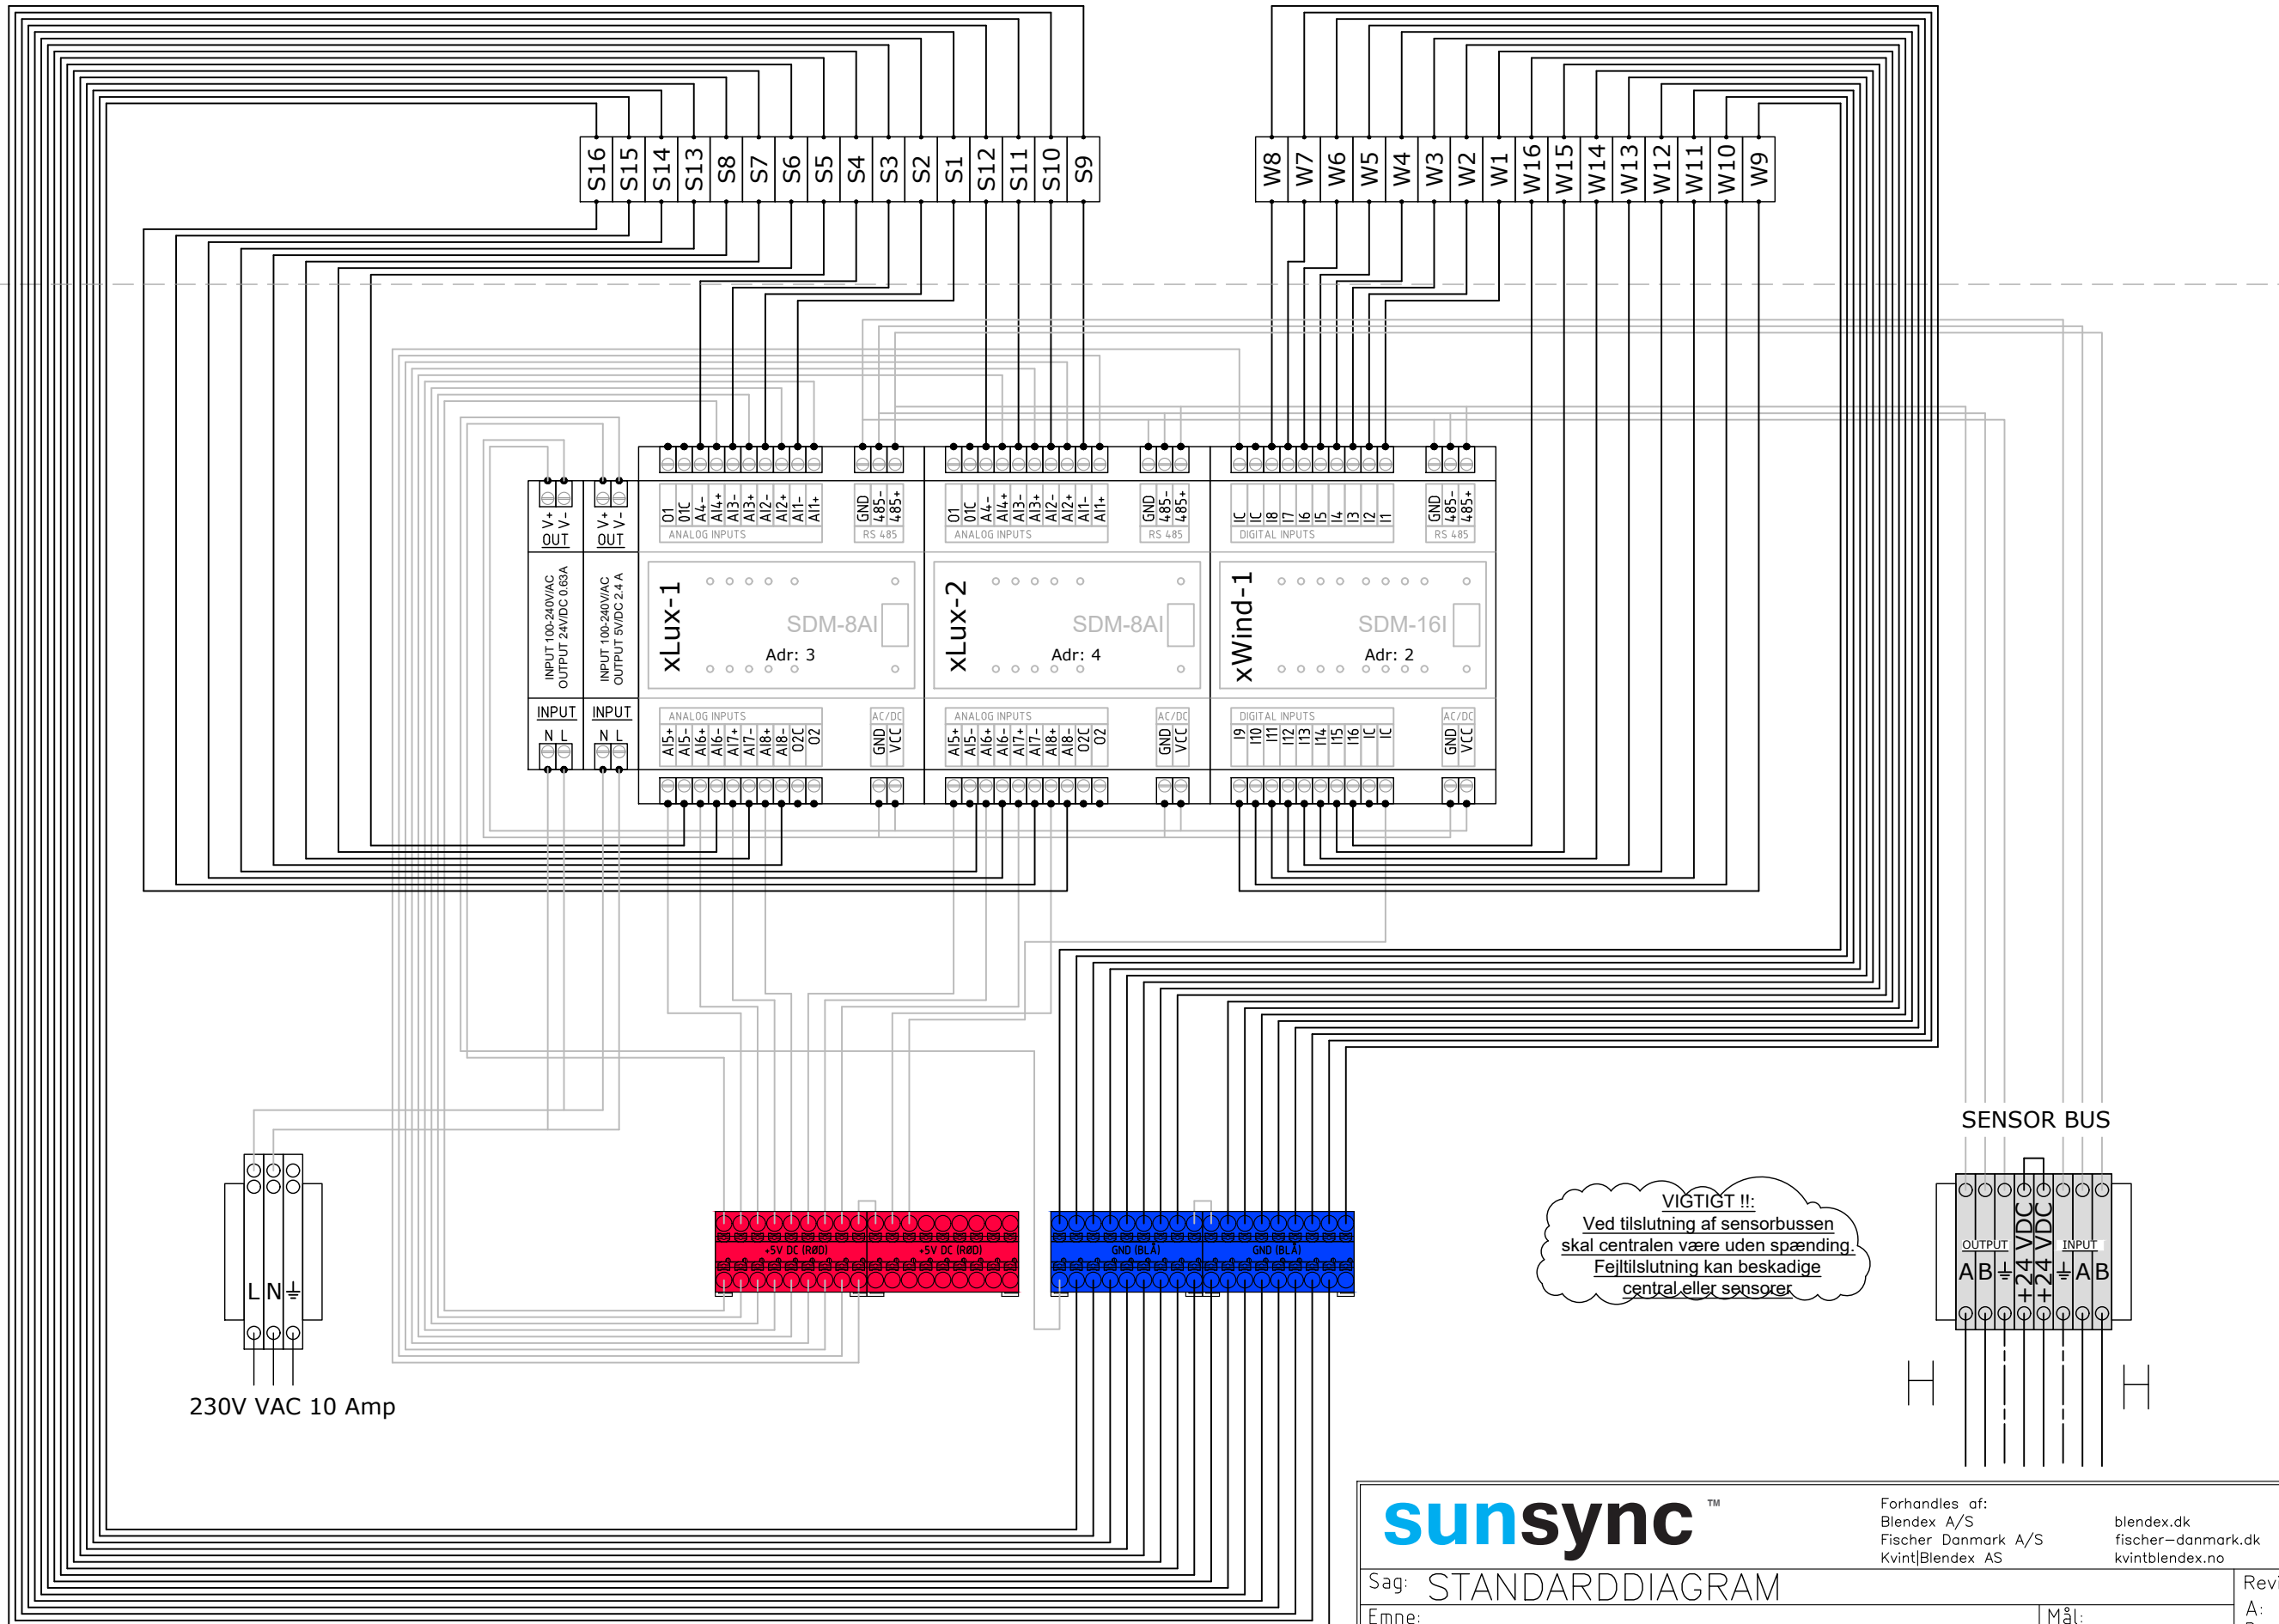 S16 S15 S14 S13 S8 S7 S6 S5 S4 S3 S2 S1 S12 S11 S10 S9
W8 W7 W6 W5 W4 W3 W2 W1 W16 W15 W14 W13 W12 W11 W10 W9
V+ V-
OUT
INPUT 100-240V/AC
OUTPUT 24V/DC 0.63A
INPUT
N L
V+ V-
OUT
INPUT 100-240V/AC
OUTPUT 5V/DC 2.4 A
INPUT
N L
O1 01C A4- AI4+ AI3- AI3+ AI2- AI2+ AI1- AI1+
ANALOG INPUTS
GND 485- 485+
RS 485
xLux-1
SDM-8AI
Adr: 3
ANALOG INPUTS
AI5+ AI5- AI6+ AI6- AI7+ AI7- AI8+ AI8- O2C O2
AC/DC
GND VCC
O1 01C A4- AI4+ AI3- AI3+ AI2- AI2+ AI1- AI1+
ANALOG INPUTS
GND 485- 485+
RS 485
xLux-2
SDM-8AI
Adr: 4
ANALOG INPUTS
AI5+ AI5- AI6+ AI6- AI7+ AI7- AI8+ AI8- O2C O2
AC/DC
GND VCC
IC IC I8 I7 I6 I5 I4 I3 I2 I1
DIGITAL INPUTS
GND 485- 485+
RS 485
xWind-1
SDM-16I
Adr: 2
DIGITAL INPUTS
I9 I10 I11 I12 I13 I14 I15 I16 IC IC
AC/DC
GND VCC
L N
230V VAC 10 Amp
+5V DC (RØD)
+5V DC (RØD)
GND (BLÅ)
GND (BLÅ)
VIGTIGT !!:
Ved tilslutning af sensorbussen
skal centralen være uden spænding.
Fejltilslutning kan beskadige
central eller sensorer
SENSOR BUS
OUTPUT
INPUT
A B +24 VDC +24 VDC A B
sunsync ™
Forhandles af:
Blendex A/S blendex.dk
Fischer Danmark A/S fischer-danmark.dk
Kvint|Blendex AS kvintblendex.no
Sag: STANDARDDIAGRAM
Emne:
Mål:
Revi
A: